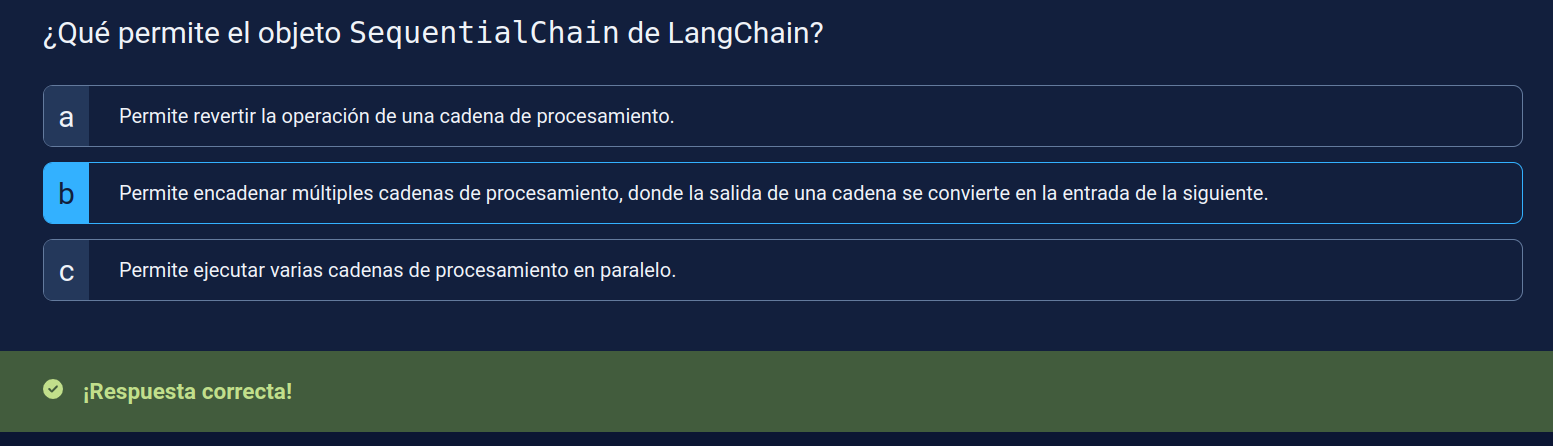 ¿Qué permite el objeto SequentialChain de LangChain?
a Permite revertir la operación de una cadena de procesamiento.
b Permite encadenar múltiples cadenas de procesamiento, donde la salida de una cadena se convierte en la entrada de la siguiente.
c Permite ejecutar varias cadenas de procesamiento en paralelo.
¡Respuesta correcta!